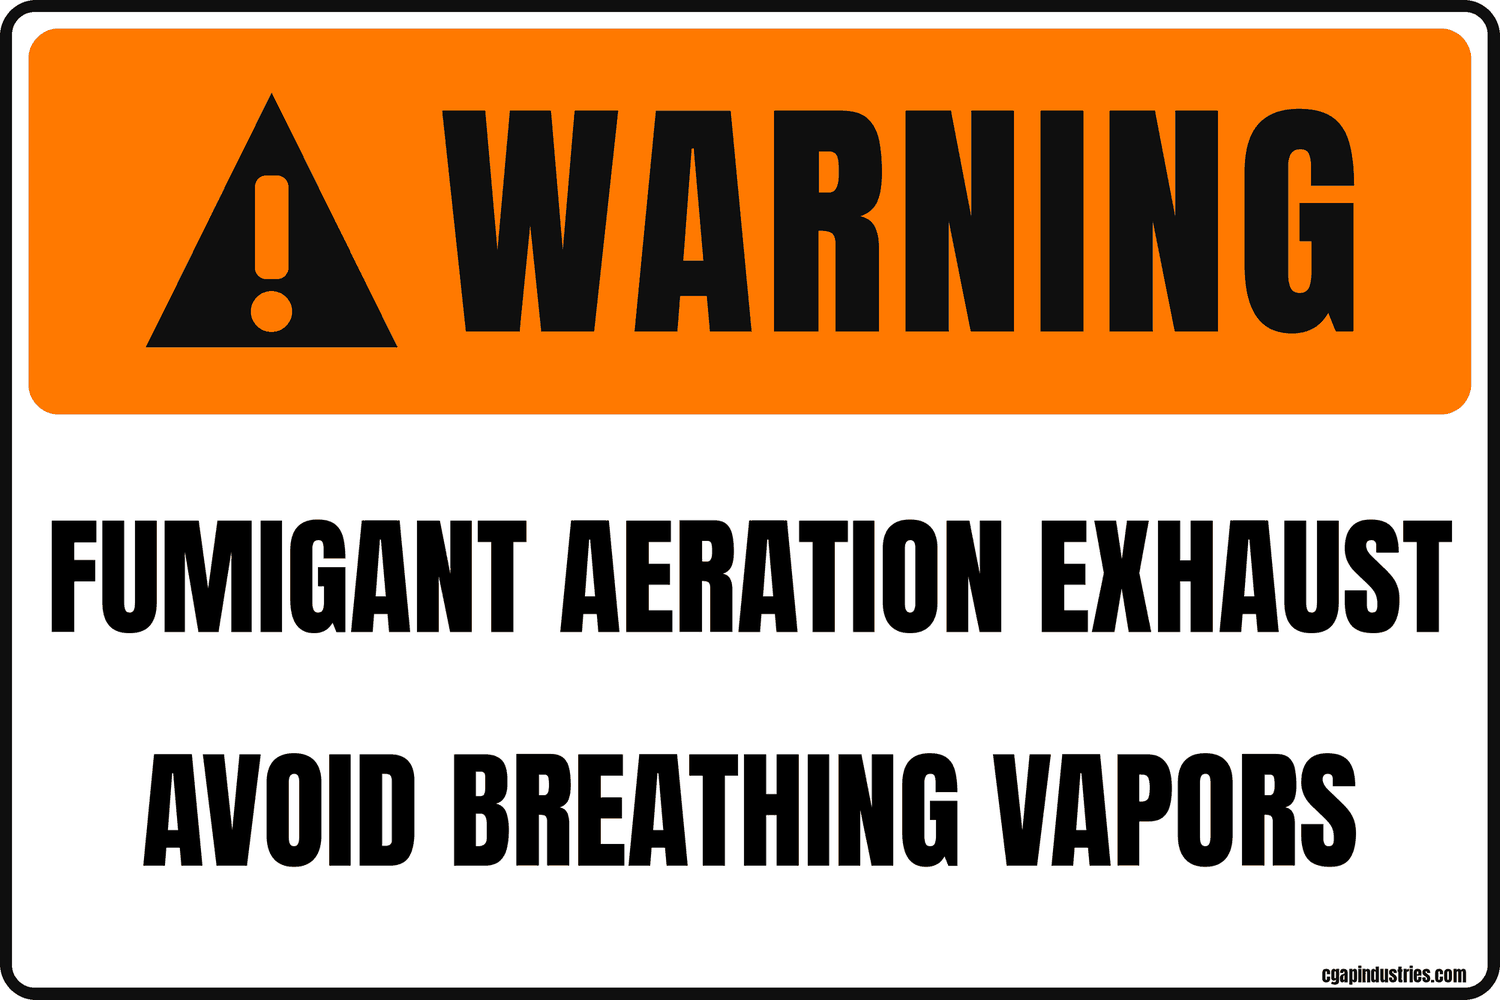 WARNING
FUMIGANT AERATION EXHAUST
AVOID BREATHING VAPORS
cgapindustries.com